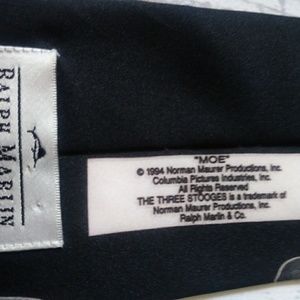 RALPH MARLIN
"MOE"
© 1994 Norman Maurer Productions, Inc.
Columbia Pictures Industries, Inc.
All Rights Reserved
THE THREE STOOGES is a trademark of
Norman Maurer Productions, Inc.
Ralph Marlin & Co.